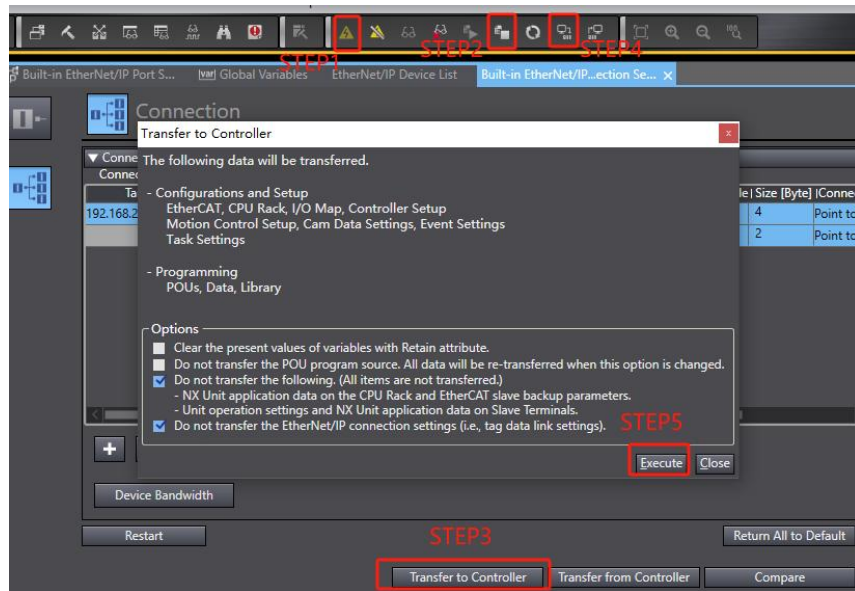 STEP1
STEP2
STEP4
Built-in EtherNet/IP Port S...
Global Variables
EtherNet/IP Device List
Built-in EtherNet/IP...ection Se...
Connection
Transfer to Controller
The following data will be transferred.
- Configurations and Setup
EtherCAT, CPU Rack, I/O Map, Controller Setup
Motion Control Setup, Cam Data Settings, Event Settings
Task Settings
- Programming
POUs, Data, Library
Size [Byte]
192.168.2
4
Point to
2
Point to
Options
Clear the present values of variables with Retain attribute.
Do not transfer the POU program source. All data will be re-transferred when this option is changed.
Do not transfer the following. (All items are not transferred.)
- NX Unit application data on the CPU Rack and EtherCAT slave backup parameters.
- Unit operation settings and NX Unit application data on Slave Terminals.
Do not transfer the EtherNet/IP connection settings (i.e., tag data link settings).
STEP5
Execute
Close
Device Bandwidth
Restart
STEP3
Return All to Default
Transfer to Controller
Transfer from Controller
Compare